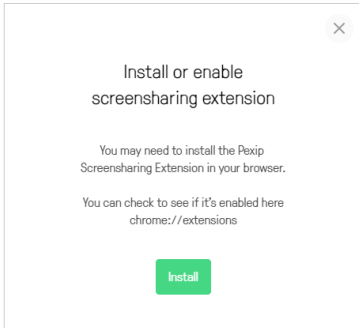 Install or enable
screensharing extension
You may need to install the Pexip
Screensharing Extension in your browser.
You can check to see if it's enabled here
chrome://extensions
Install